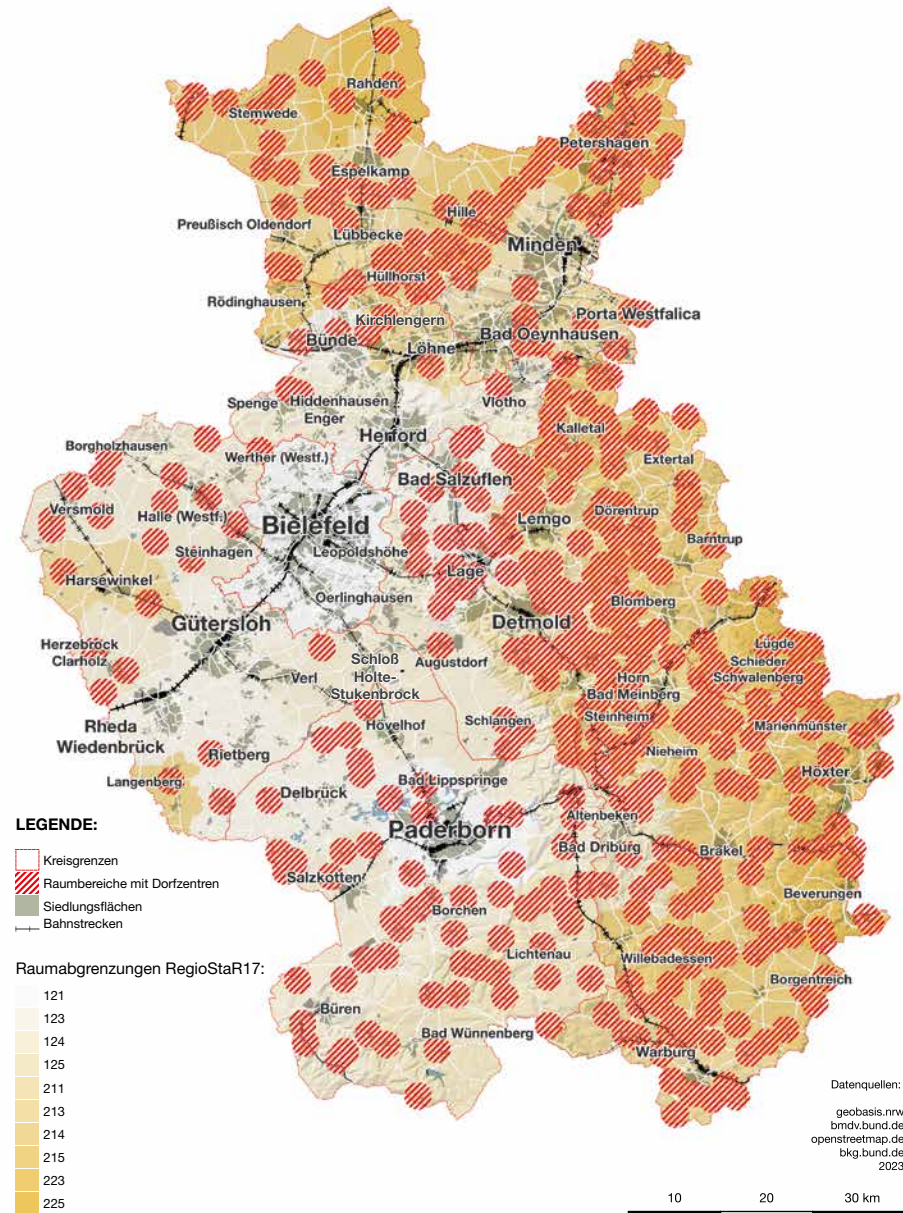 Rahden
Stemwede
Petershagen
Espelkamp
Hille
Preußisch Oldendorf
Lübbecke
Minden
Hüllhorst
Rödinghausen
Kirchlengern
Porta Westfalica
Bünde
Löhne
Bad Oeynhausen
Spenge
Hiddenhausen
Enger
Vlotho
Herford
Kalletal
Borgholzhausen
Werther (Westf.)
Extertal
Bad Salzuflen
Versmold
Halle (Westf.)
Bielefeld
Lemgo
Dörentrup
Steinhagen
Leopoldshöhe
Barntrup
Harsewinkel
Lage
Oerlinghausen
Blomberg
Gütersloh
Detmold
Herzebrock
Clarholz
Schloß
Holte-
Stukenbrock
Augustdorf
Lügde
Verl
Horn
Bad Meinberg
Schieder
Schwalenberg
Rheda
Wiedenbrück
Hövelhof
Schlangen
Steinheim
Marienmünster
Rietberg
Nieheim
Langenberg
Delbrück
Bad Lippspringe
Höxter
Paderborn
Altenbeken
Bad Driburg
Brakel
Salzkotten
Beverungen
Borchen
Lichtenau
Willebadessen
Borgentreich
Büren
Bad Wünnenberg
Warburg
LEGENDE:
Kreisgrenzen
Raumbereiche mit Dorfzentren
Siedlungsflächen
Bahnstrecken
Raumabgrenzungen RegioStaR17:
121
123
124
125
211
213
214
215
223
225
Datenquellen:
geobasis.nrw
bmdv.bund.de
openstreetmap.de
bkg.bund.de
2023
10 20 30 km